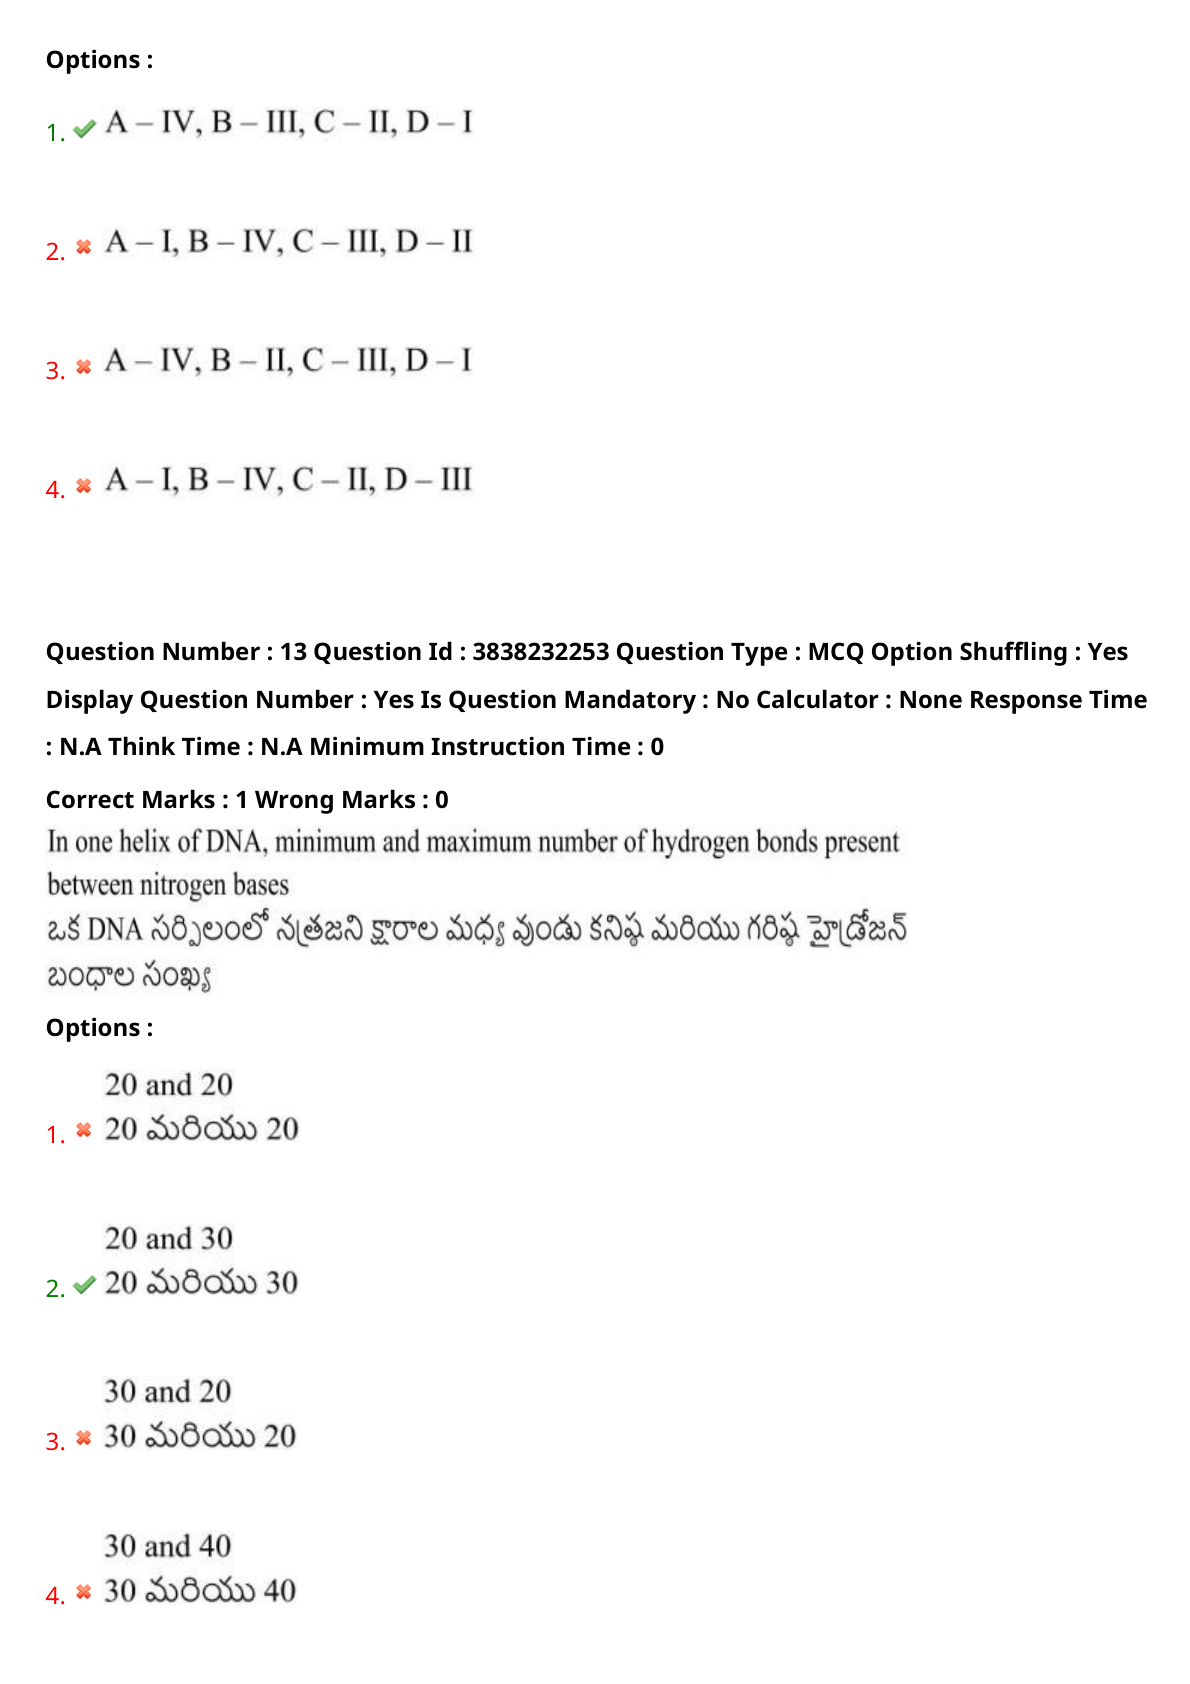 Options :
1. A – IV, B – III, C – II, D – I
2. A – I, B – IV, C – III, D – II
3. A – IV, B – II, C – III, D – I
4. A – I, B – IV, C – II, D – III
Question Number : 13 Question Id : 3838232253 Question Type : MCQ Option Shuffling : Yes
Display Question Number : Yes Is Question Mandatory : No Calculator : None Response Time
: N.A Think Time : N.A Minimum Instruction Time : 0
Correct Marks : 1 Wrong Marks : 0
In one helix of DNA, minimum and maximum number of hydrogen bonds present
between nitrogen bases
ఒక DNA సర్పిలంలో నత్రజని క్షారాల మధ్య వుండు కనిష్ఠ మరియు గరిష్ఠ హైడ్రోజన్
బంధాల సంఖ్య
Options :
20 and 20
1. 20 మరియు 20
20 and 30
2. 20 మరియు 30
30 and 20
3. 30 మరియు 20
30 and 40
4. 30 మరియు 40